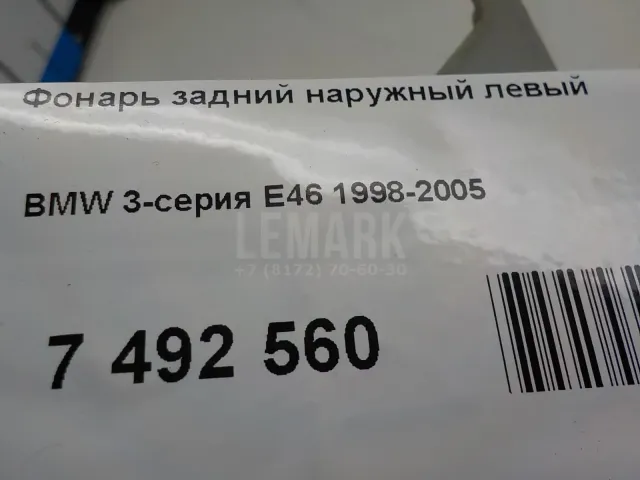 Фонарь задний наружный левый
BMW 3-серия E46 1998-2005
LEMARK
+7 (8172) 70-60-30
7 492 560